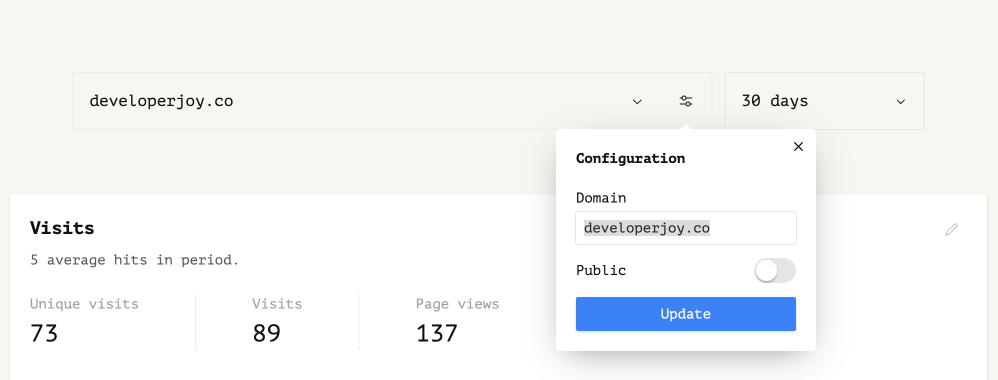 developerjoy.co
30 days
Configuration
Domain
developerjoy.co
Public
Update
Visits
5 average hits in period.
Unique visits
73
Visits
89
Page views
137